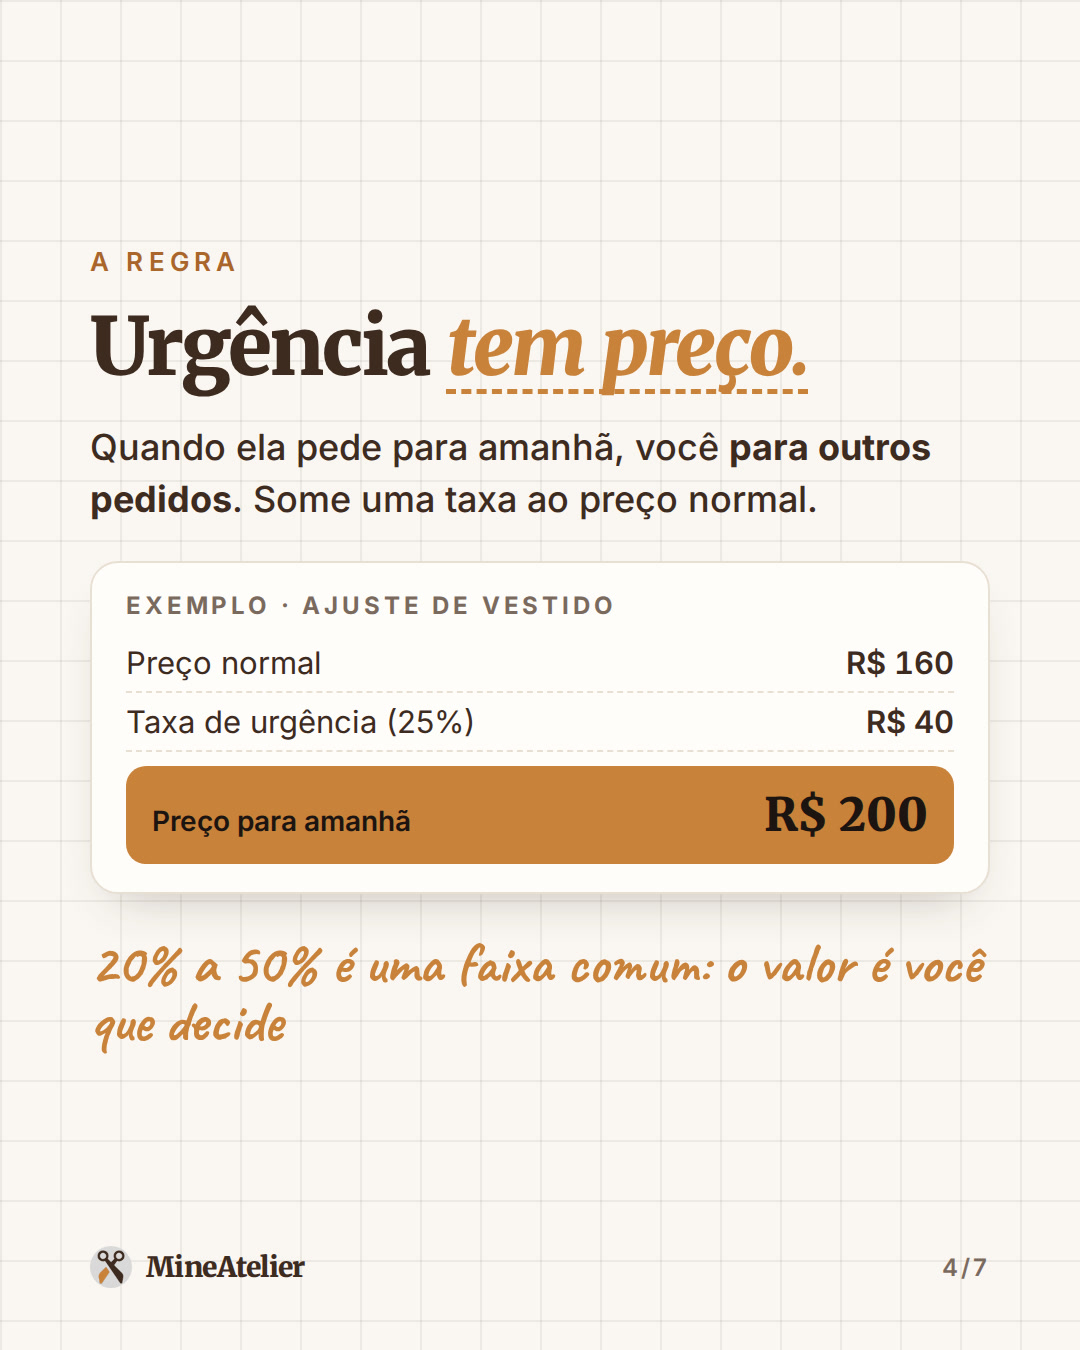 A REGRA
Urgência tem preço.
Quando ela pede para amanhã, você para outros
pedidos. Some uma taxa ao preço normal.
EXEMPLO · AJUSTE DE VESTIDO
Preço normal R$ 160
Taxa de urgência (25%) R$ 40
Preço para amanhã R$ 200
20% a 50% é uma faixa comum: o valor é você
que decide
MineAtelier 4/7